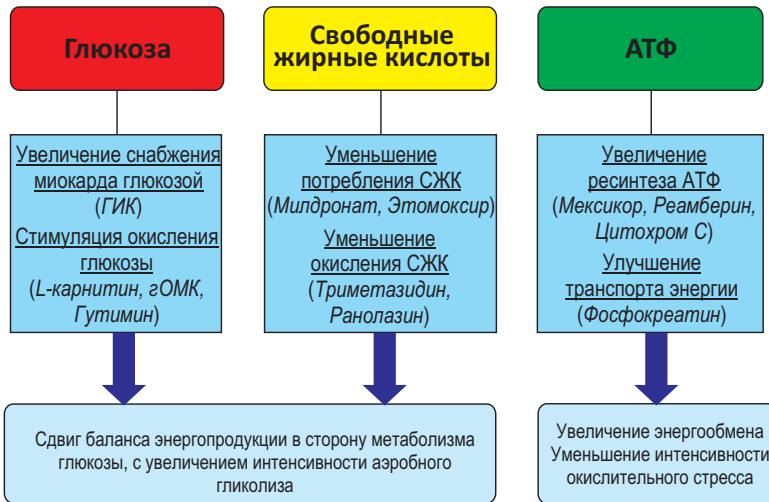 Глюкоза
Свободные
жирные кислоты
АТФ
Увеличение снабжения
миокарда глюкозой
(ГИК)
Стимуляция окисления
глюкозы
(L-карнитин, гОМК,
Гутимин)
Уменьшение
потребления СЖК
(Милдронат, Этомоксир)
Уменьшение
окисления СЖК
(Триметазидин,
Ранолазин)
Увеличение
ресинтеза АТФ
(Мексикор, Реамберин,
Цитохром С)
Улучшение
транспорта энергии
(Фосфокреатин)
Сдвиг баланса энергопродукции в сторону метаболизма
глюкозы, с увеличением интенсивности аэробного
гликолиза
Увеличение энергообмена
Уменьшение интенсивности
окислительного стресса